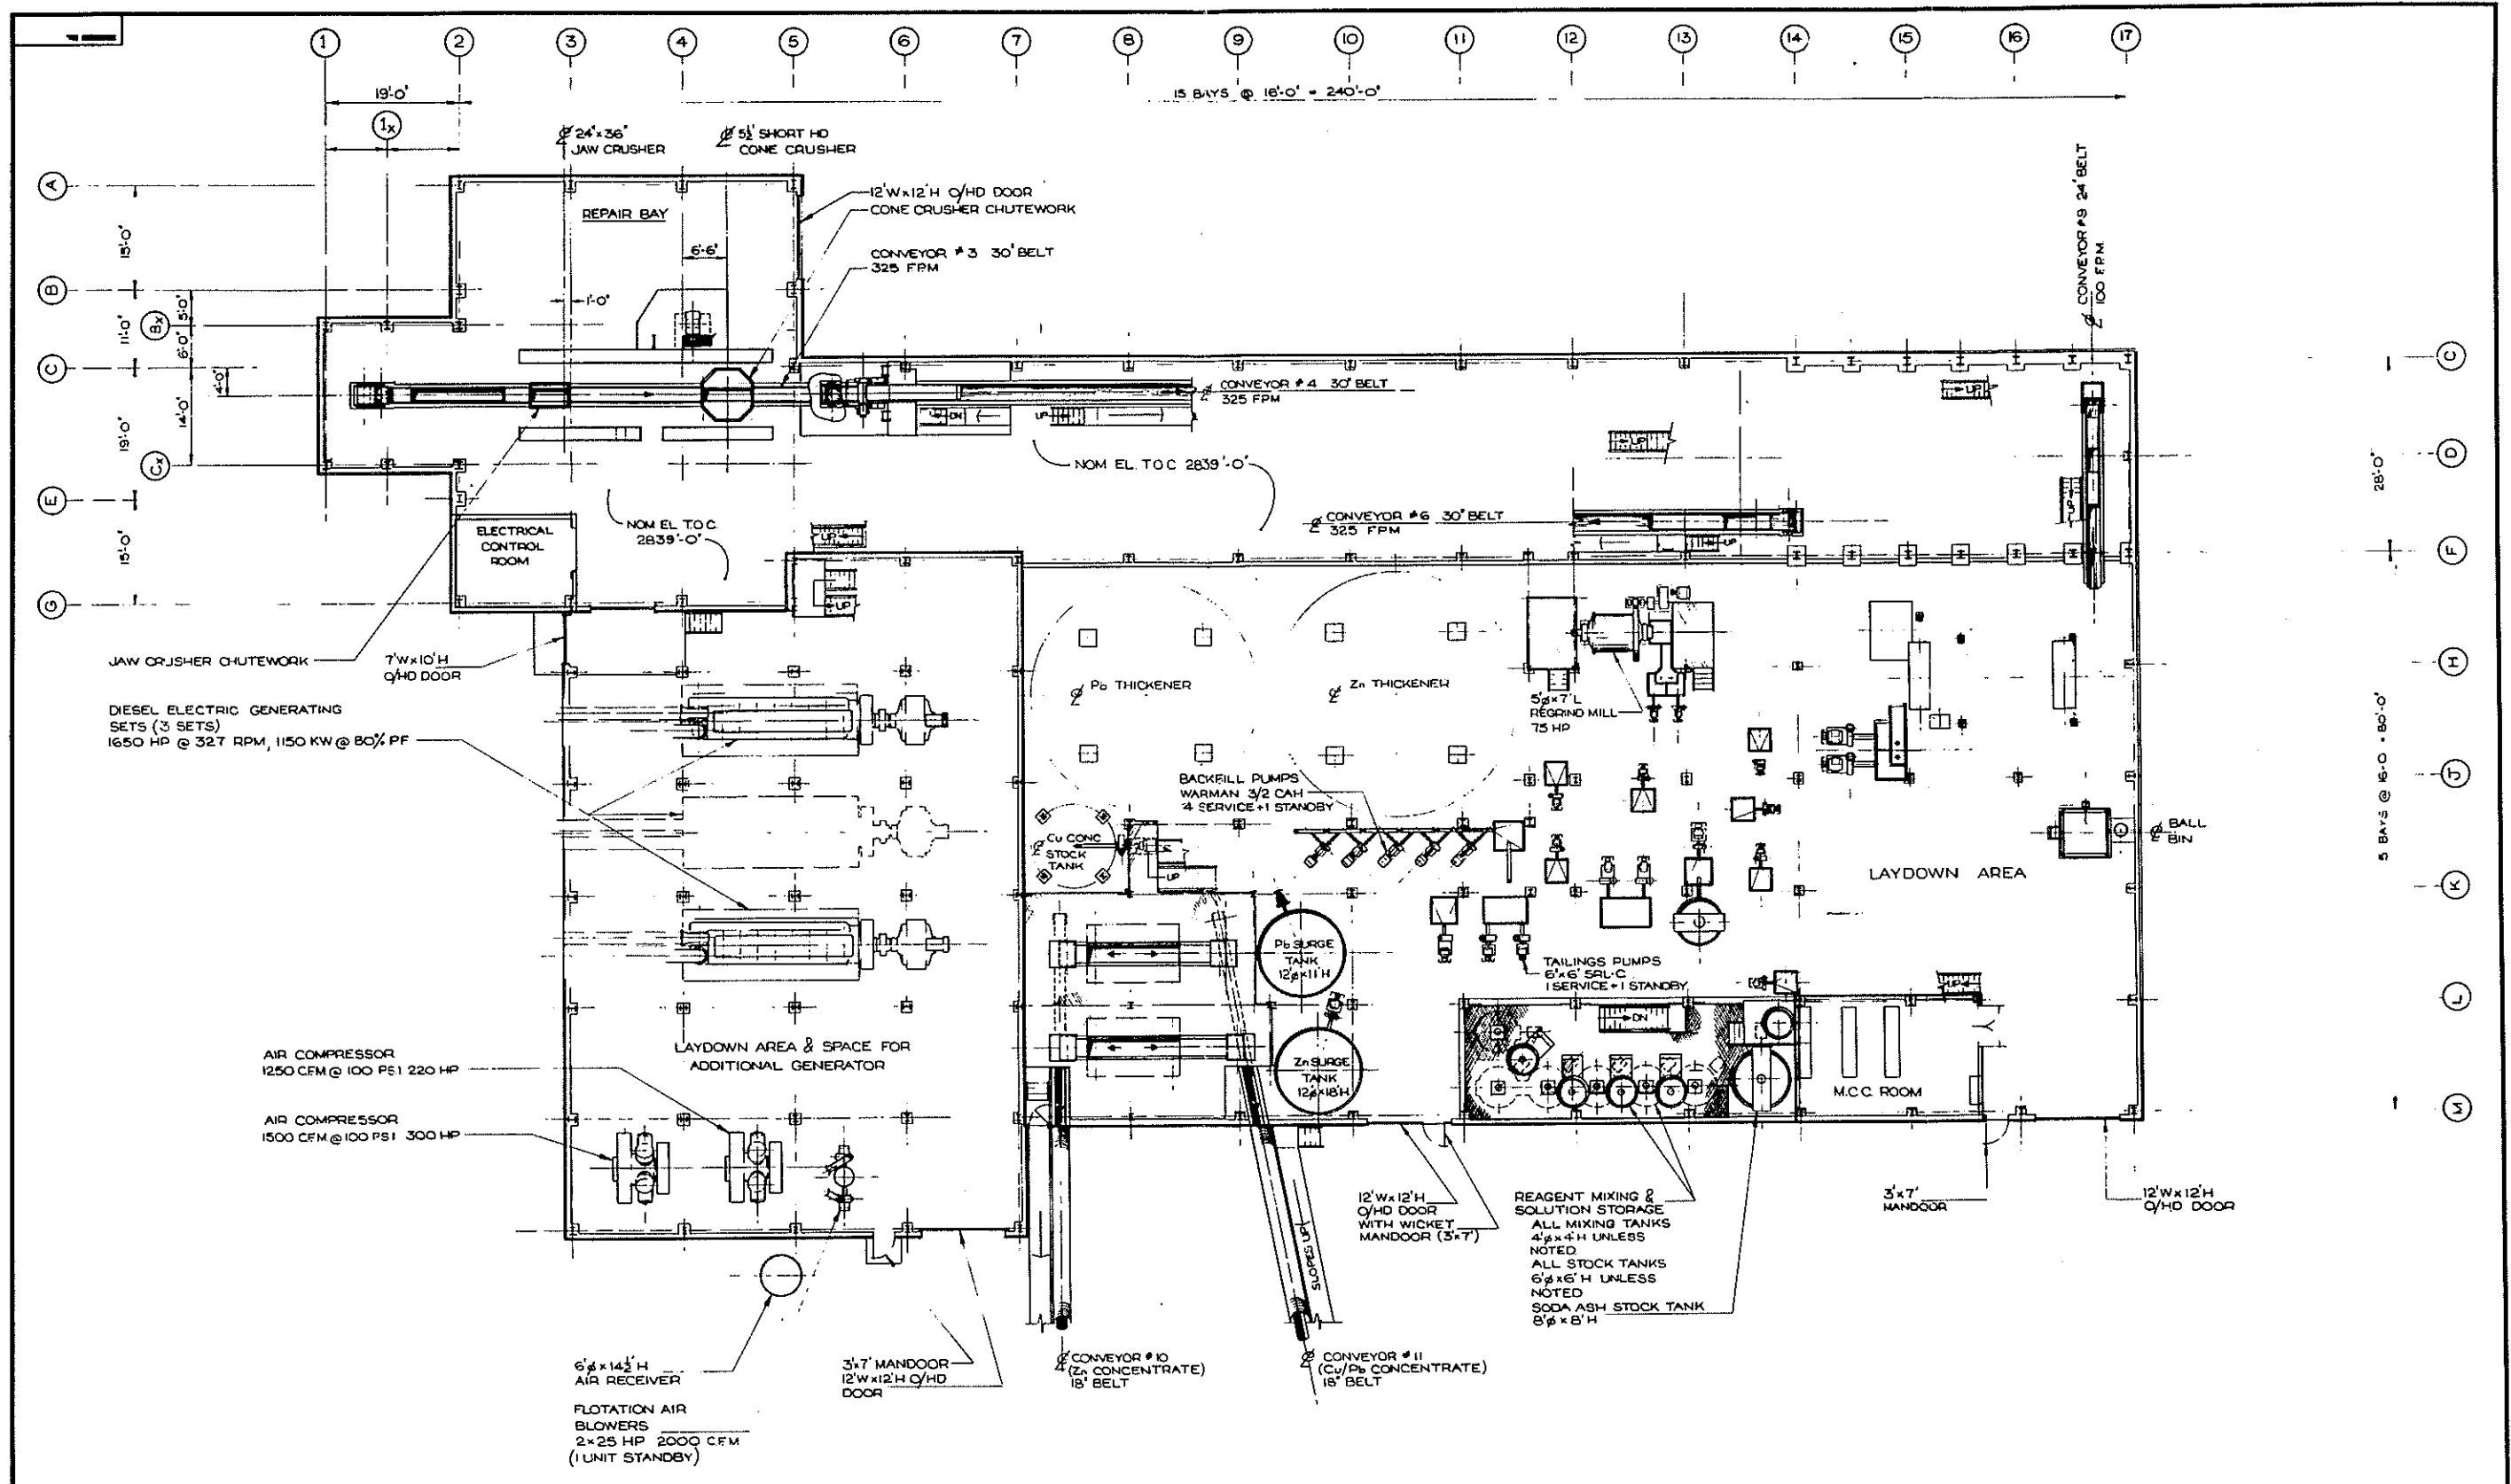 1
2
3
4
5
6
7
8
9
10
11
12
13
14
15
16
17
19'-0"
15 BAYS @ 16'-0" = 240'-0"
1x
24"x36"
JAW CRUSHER
5½' SHORT HD
CONE CRUSHER
CONVEYOR #9 24" BELT
100 F.P.M.
A
B
Bx
C
Cx
E
G
15'-0"
5'-0"
11'-0"
6'-0"
4'-0"
14'-0"
19'-0"
15'-0"
REPAIR BAY
6'-6"
1'-0"
12'W x 12'H O/HD DOOR
CONE CRUSHER CHUTEWORK
CONVEYOR #3 30" BELT
325 FPM
CONVEYOR #4 30" BELT
325 FPM
DN
UP
UP
UP
UP
C
D
F
H
J
K
L
M
28'-0"
5 BAYS @ 16'-0 = 80'-0"
NOM EL. T.O.C 2839'-0"
NOM EL T.O.C.
2839'-0"
CONVEYOR #6 30" BELT
325 FPM
UP
ELECTRICAL
CONTROL
ROOM
UP
UP
JAW CRUSHER CHUTEWORK
7'W x 10'H
O/HD DOOR
DIESEL ELECTRIC GENERATING
SETS (3 SETS)
1650 HP @ 327 RPM, 1150 KW @ 80% PF
Pb THICKENER
Zn THICKENER
5'ø x 7'L
REGRIND MILL
75 HP
BACKFILL PUMPS
WARMAN 3/2 CAH
4 SERVICE + 1 STANDBY
Cu CONC
STOCK
TANK
UP
BALL
BIN
LAYDOWN AREA
Pb SURGE
TANK
12'ø x 11'H
TAILINGS PUMPS
6"x6" SRL-C
1 SERVICE + 1 STANDBY
UP
DN
Zn SURGE
TANK
12'ø x 18'H
M.C.C. ROOM
LAYDOWN AREA & SPACE FOR
ADDITIONAL GENERATOR
AIR COMPRESSOR
1250 CFM @ 100 PSI 220 HP
AIR COMPRESSOR
1500 CFM @ 100 PSI 300 HP
SLOPES UP
12'W x 12'H
O/HD DOOR
WITH WICKET
MANDOOR (3'x7')
REAGENT MIXING &
SOLUTION STORAGE
ALL MIXING TANKS
4'ø x 4'H UNLESS
NOTED
ALL STOCK TANKS
6'ø x 6'H UNLESS
NOTED
SODA ASH STOCK TANK
8'ø x 8'H
3'x7'
MANDOOR
12'W x 12'H
O/HD DOOR
6'ø x 14½'H
AIR RECEIVER
3'x7' MANDOOR
12'W x 12'H O/HD
DOOR
CONVEYOR #10
(Zn CONCENTRATE)
18" BELT
CONVEYOR #11
(Cu/Pb CONCENTRATE)
18" BELT
FLOTATION AIR
BLOWERS
2x25 HP 2000 CFM
(1 UNIT STANDBY)